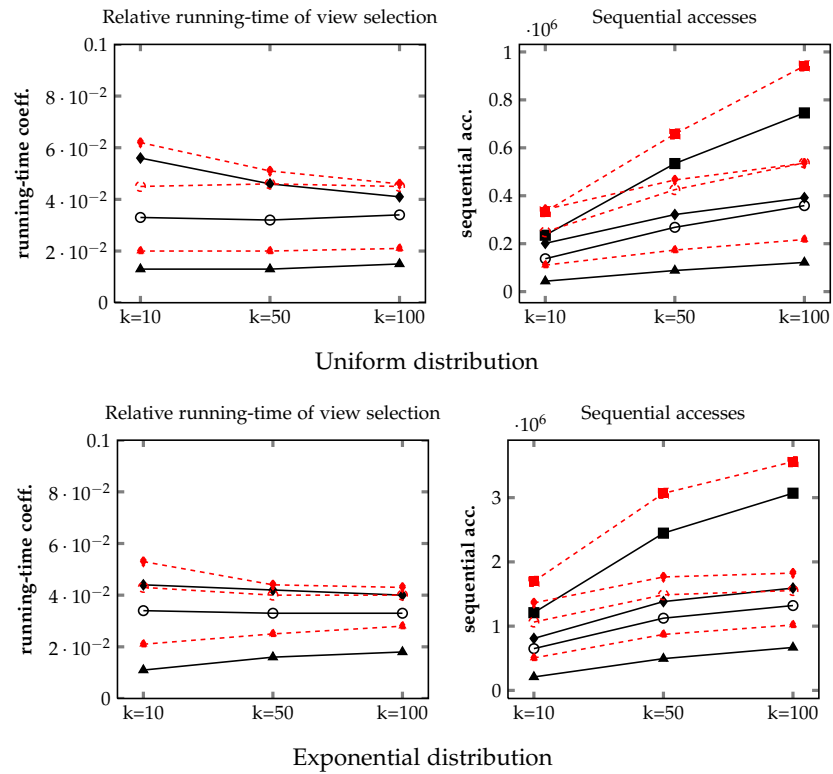 Relative running-time of view selection
Sequential accesses
·10^6
0.1
8 · 10^-2
6 · 10^-2
4 · 10^-2
2 · 10^-2
0
running-time coeff.
k=10 k=50 k=100
1
0.8
0.6
0.4
0.2
0
sequential acc.
k=10 k=50 k=100
Uniform distribution
Relative running-time of view selection
Sequential accesses
·10^6
0.1
8 · 10^-2
6 · 10^-2
4 · 10^-2
2 · 10^-2
0
running-time coeff.
k=10 k=50 k=100
3
2
1
0
sequential acc.
k=10 k=50 k=100
Exponential distribution